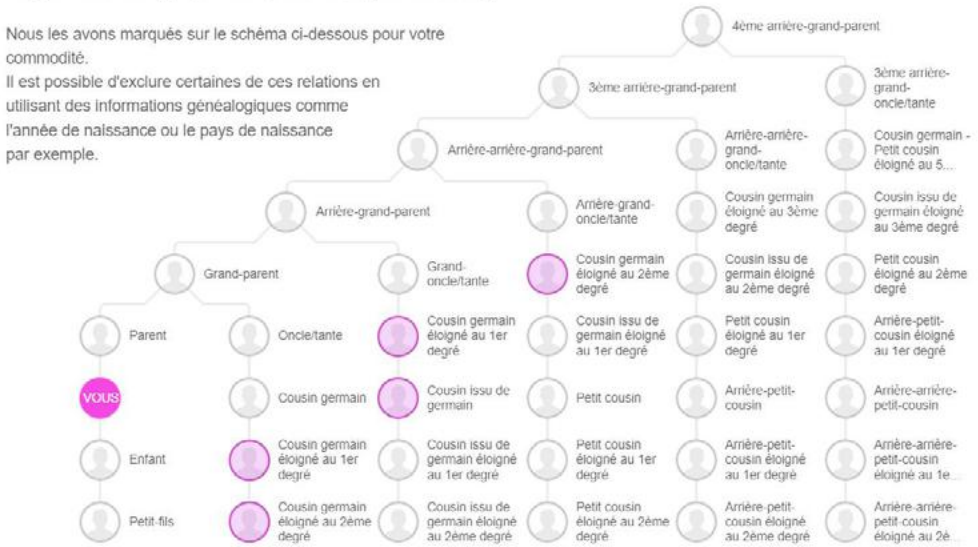 Nous les avons marqués sur le schéma ci-dessous pour votre
commodité.
Il est possible d'exclure certaines de ces relations en
utilisant des informations généalogiques comme
l'année de naissance ou le pays de naissance
par exemple.
4ème arrière-grand-parent
3ème arrière-grand-parent
3ème arrière-
grand-
oncle/tante
Arrière-arrière-grand-parent
Arrière-arrière-
grand-
oncle/tante
Cousin germain -
Petit cousin
éloigné au 5...
Arrière-grand-parent
Arrière-grand-
oncle/tante
Cousin germain
éloigné au 3ème
degré
Cousin issu de
germain éloigné
au 3ème degré
Grand-parent
Grand-
oncle/tante
Cousin germain
éloigné au 2ème
degré
Cousin issu de
germain éloigné
au 2ème degré
Petit cousin
éloigné au 2ème
degré
Parent
Oncle/tante
Cousin germain
éloigné au 1er
degré
Cousin issu de
germain éloigné
au 1er degré
Petit cousin
éloigné au 1er
degré
Arrière-petit-
cousin éloigné
au 1er degré
VOUS
Cousin germain
Cousin issu de
germain
Petit cousin
Arrière-petit-
cousin
Arrière-arrière-
petit-cousin
Enfant
Cousin germain
éloigné au 1er
degré
Cousin issu de
germain éloigné
au 1er degré
Petit cousin
éloigné au 1er
degré
Arrière-petit-
cousin éloigné
au 1er degré
Arrière-arrière-
petit-cousin
éloigné au 1e...
Petit-fils
Cousin germain
éloigné au 2ème
degré
Cousin issu de
germain éloigné
au 2ème degré
Petit cousin
éloigné au 2ème
degré
Arrière-petit-
cousin éloigné
au 2ème degré
Arrière-arrière-
petit-cousin
éloigné au 2è...